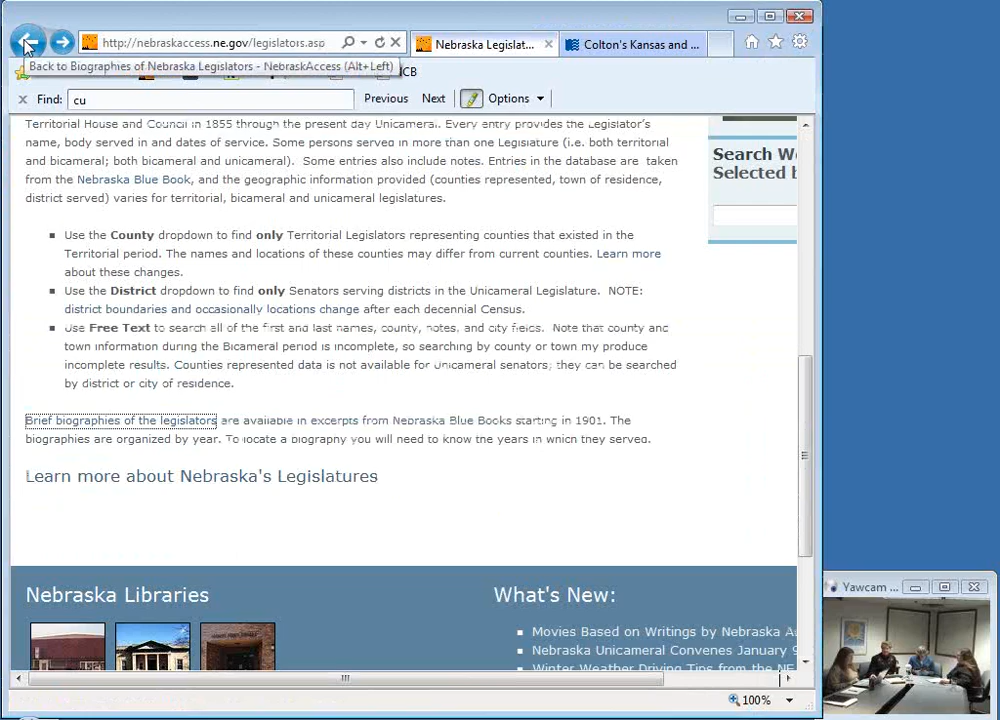 http://nebraskaccess.ne.gov/legislators.asp
Nebraska Legislat...
Colton's Kansas and ...
Back to Biographies of Nebraska Legislators - NebraskAccess (Alt+Left)
CB
Find: cu
Previous Next Options
Territorial House and Council in 1855 through the present day Unicameral. Every entry provides the Legislator's
name, body served in and dates of service. Some persons served in more than one Legislature (i.e. both territorial
and bicameral; both bicameral and unicameral). Some entries also include notes. Entries in the database are taken
from the Nebraska Blue Book, and the geographic information provided (counties represented, town of residence,
district served) varies for territorial, bicameral and unicameral legislatures.
Search W
Selected b
Use the County dropdown to find only Territorial Legislators representing counties that existed in the
Territorial period. The names and locations of these counties may differ from current counties. Learn more
about these changes.
Use the District dropdown to find only Senators serving districts in the Unicameral Legislature. NOTE:
district boundaries and occasionally locations change after each decennial Census.
Use Free Text to search all of the first and last names, county, notes, and city fields. Note that county and
town information during the Bicameral period is incomplete, so searching by county or town my produce
incomplete results. Counties represented data is not available for Unicameral senators; they can be searched
by district or city of residence.
Brief biographies of the legislators are available in excerpts from Nebraska Blue Books starting in 1901. The
biographies are organized by year. To locate a biography you will need to know the years in which they served.
Learn more about Nebraska's Legislatures
Nebraska Libraries
What's New:
Movies Based on Writings by Nebraska Au
Nebraska Unicameral Convenes January 9
Winter Weather Driving Tips from the NE
100%
Yawcam ...